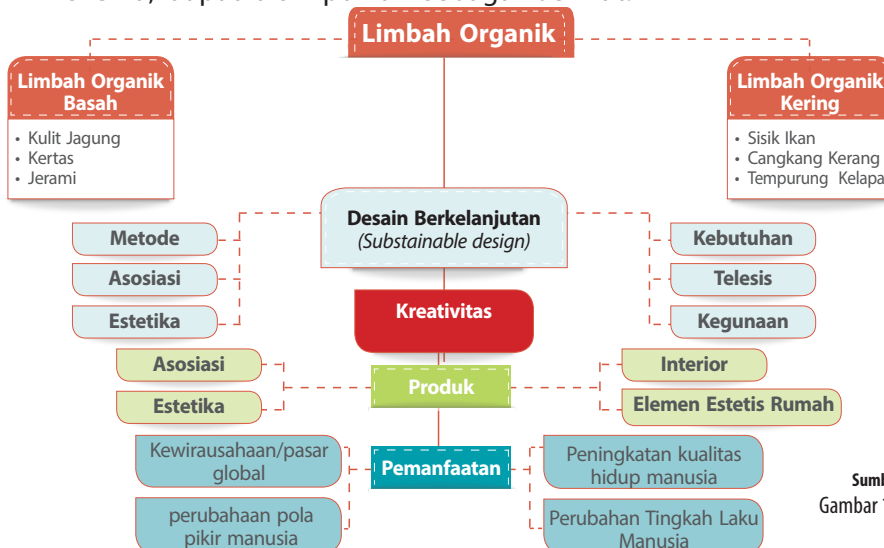 Limbah Organik
Limbah Organik
Basah
• Kulit Jagung
• Kertas
• Jerami
Limbah Organik
Kering
• Sisik Ikan
• Cangkang Kerang
• Tempurung Kelapa
Desain Berkelanjutan
(Substainable design)
Metode
Asosiasi
Estetika
Kebutuhan
Telesis
Kegunaan
Kreativitas
Asosiasi
Estetika
Produk
Interior
Elemen Estetis Rumah
Kewirausahaan/pasar
global
perubahaan pola
pikir manusia
Pemanfaatan
Peningkatan kualitas
hidup manusia
Perubahan Tingkah Laku
Manusia
Gambar